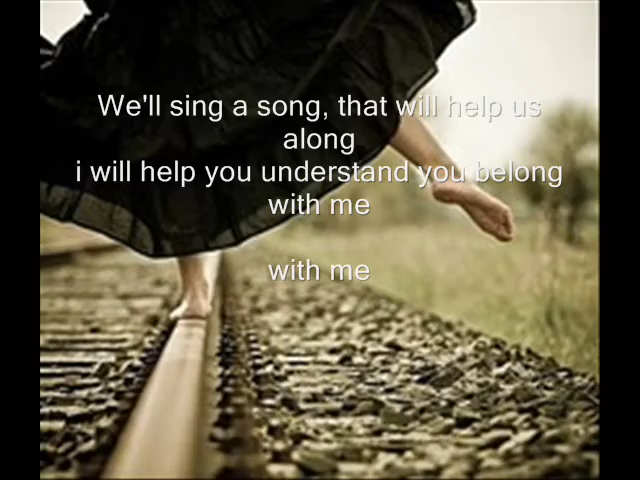 We'll sing a song, that will help us
along
i will help you understand you belong
with me
with me